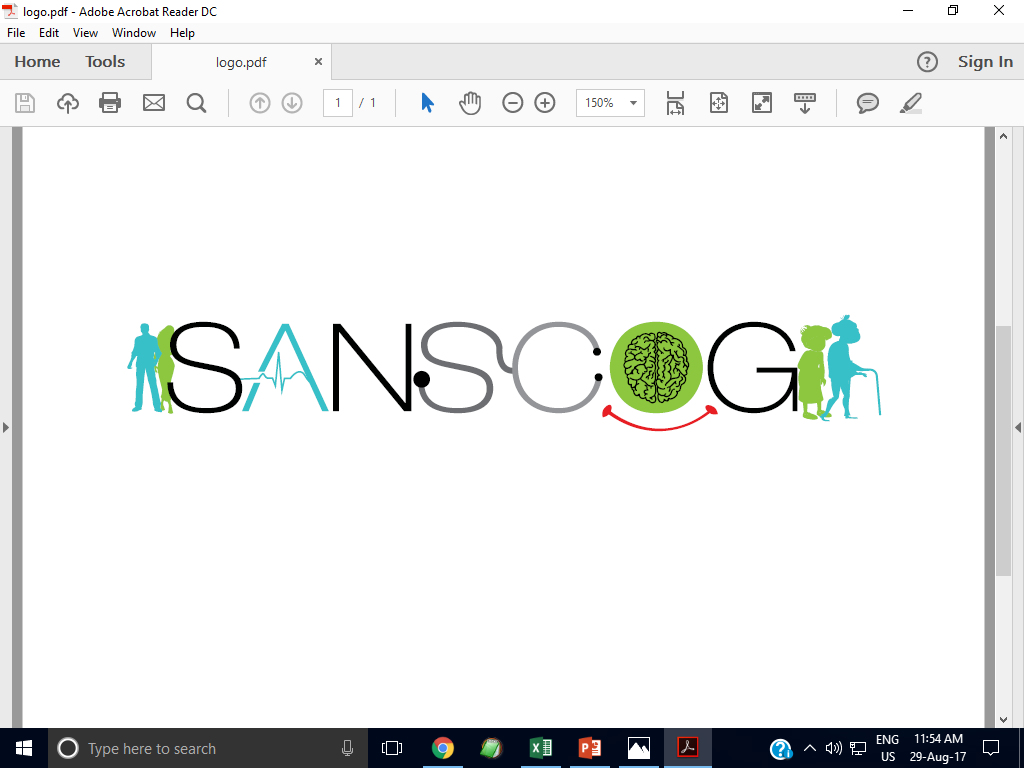 logo.pdf - Adobe Acrobat Reader DC
File Edit View Window Help
Home Tools logo.pdf × ? Sign In
1 / 1 150%
SANSCOG
Type here to search
ENG 11:54 AM
US 29-Aug-17